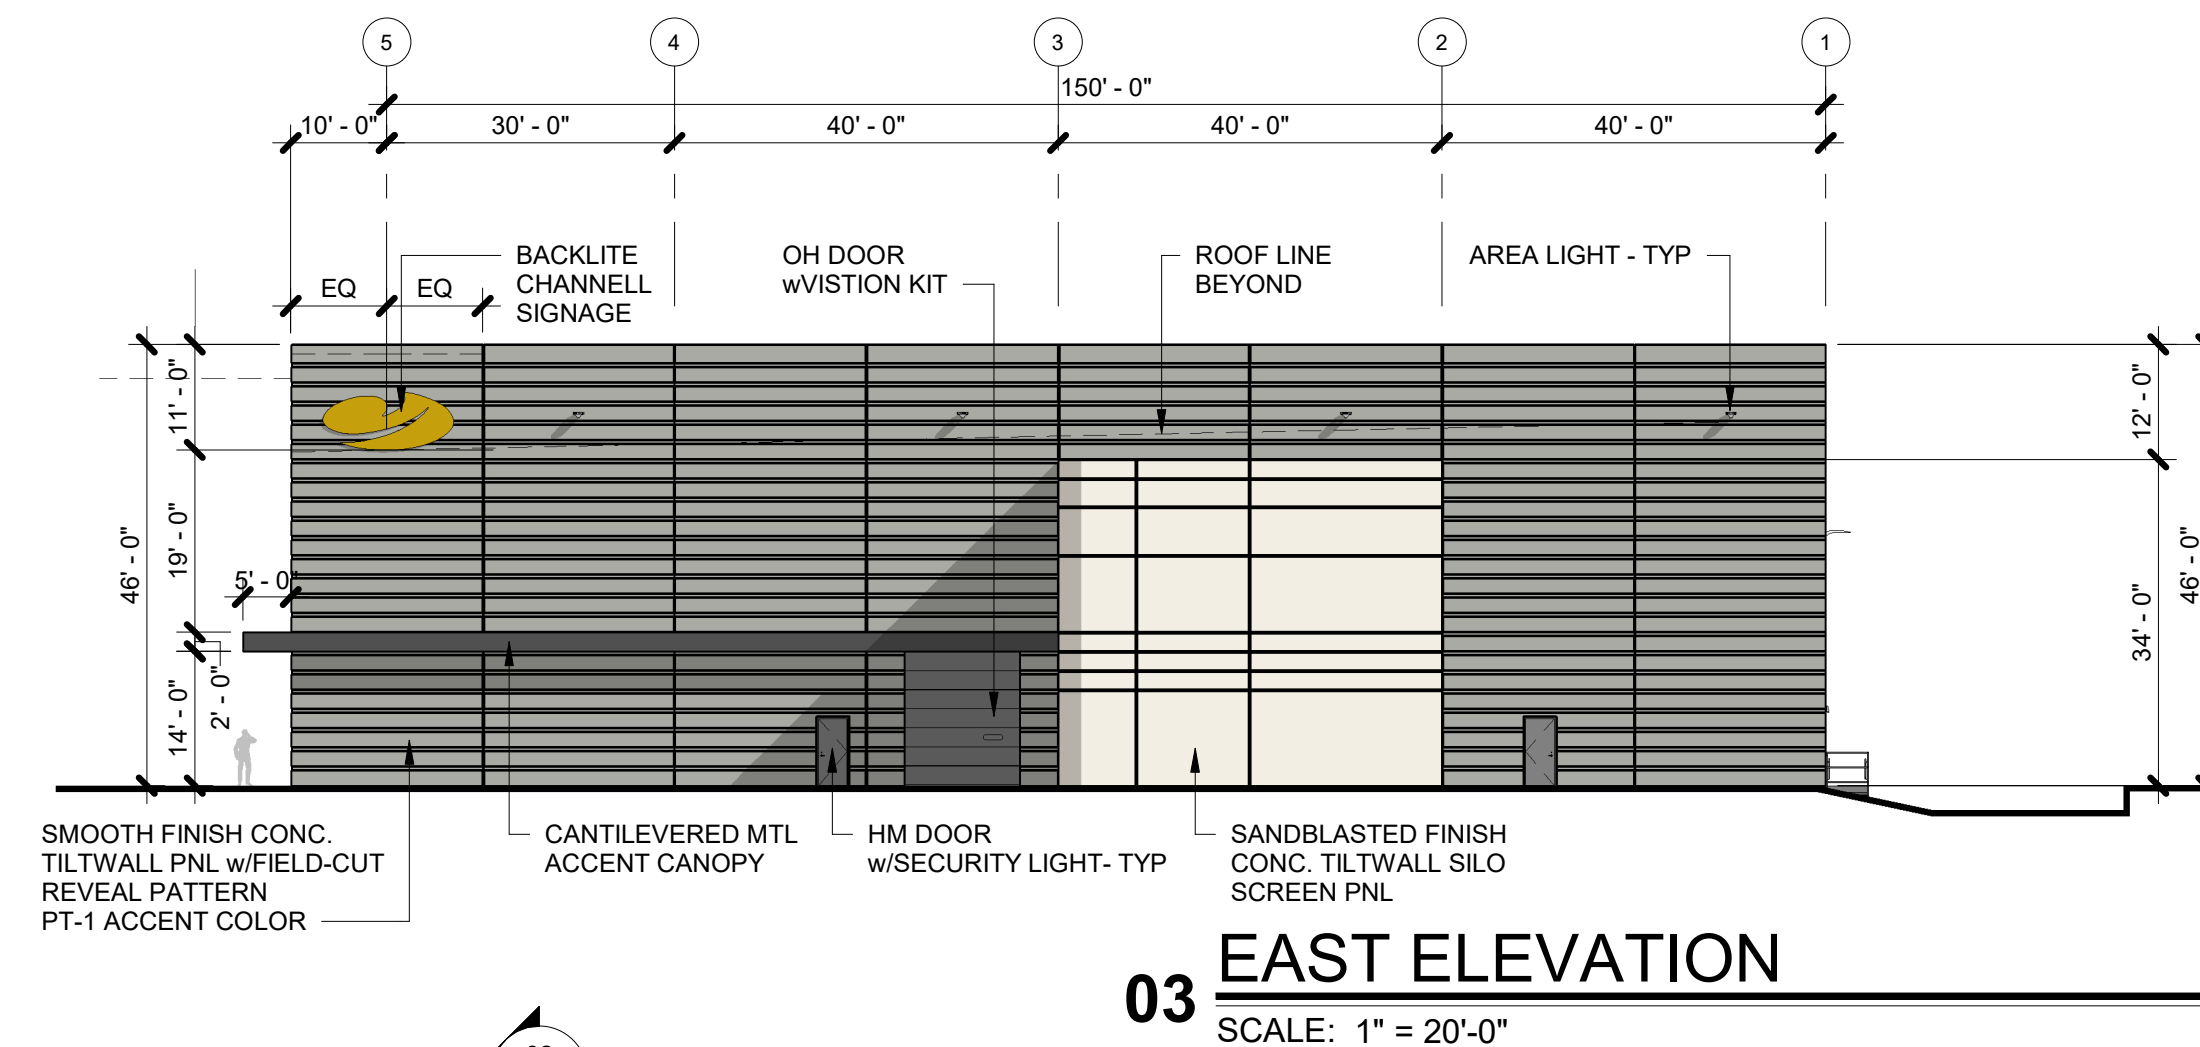 5 4 3 2 1
150' - 0"
10' - 0" 30' - 0" 40' - 0" 40' - 0" 40' - 0"
BACKLITE
CHANNELL
SIGNAGE
OH DOOR
wVISTION KIT
ROOF LINE
BEYOND
AREA LIGHT - TYP
EQ EQ
11' - 0"
19' - 0"
46' - 0"
5' - 0"
2' - 0"
14' - 0"
12' - 0"
34' - 0"
46' - 0"
SMOOTH FINISH CONC.
TILTWALL PNL w/FIELD-CUT
REVEAL PATTERN
PT-1 ACCENT COLOR
CANTILEVERED MTL
ACCENT CANOPY
HM DOOR
w/SECURITY LIGHT- TYP
SANDBLASTED FINISH
CONC. TILTWALL SILO
SCREEN PNL
03 EAST ELEVATION
SCALE: 1" = 20'-0"